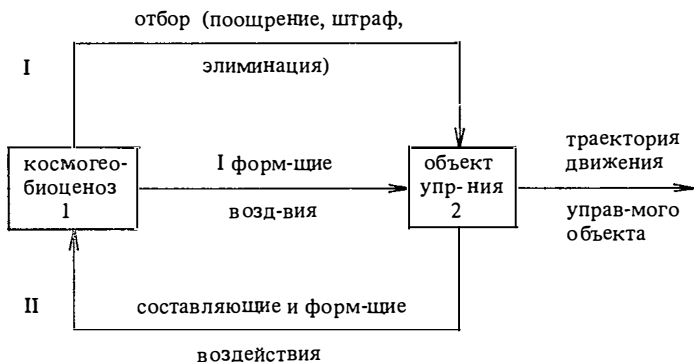 отбор (поощрение, штраф,
I
элиминация)
космогео-
биоценоз
1
I форм-щие
возд-вия
объект
упр-ния
2
траектория
движения
управ-мого
объекта
II
составляющие и форм-щие
воздействия